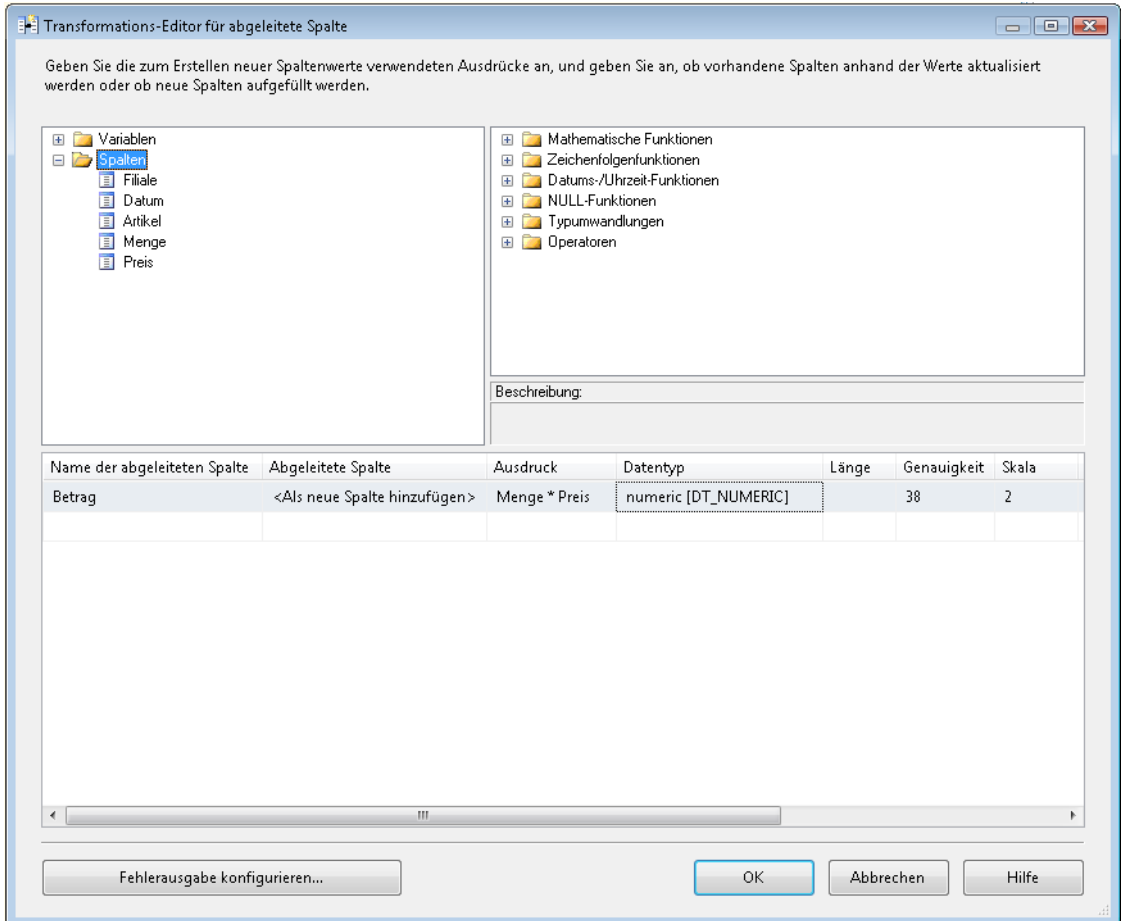 Transformations-Editor für abgeleitete Spalte
Geben Sie die zum Erstellen neuer Spaltenwerte verwendeten Ausdrücke an, und geben Sie an, ob vorhandene Spalten anhand der Werte aktualisiert
werden oder ob neue Spalten aufgefüllt werden.
Variablen
Spalten
Filiale
Datum
Artikel
Menge
Preis
Mathematische Funktionen
Zeichenfolgenfunktionen
Datums-/Uhrzeit-Funktionen
NULL-Funktionen
Typumwandlungen
Operatoren
Beschreibung:
Name der abgeleiteten Spalte Abgeleitete Spalte Ausdruck Datentyp Länge Genauigkeit Skala
Betrag <Als neue Spalte hinzufügen> Menge * Preis numeric [DT_NUMERIC] 38 2
Fehlerausgabe konfigurieren... OK Abbrechen Hilfe